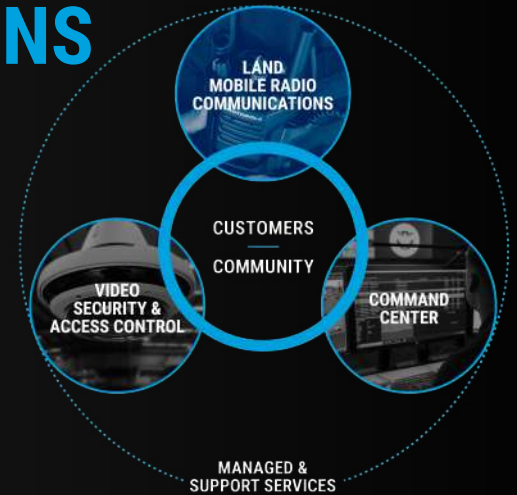 NS
LAND
MOBILE RADIO
COMMUNICATIONS
CUSTOMERS
COMMUNITY
VIDEO
SECURITY &
ACCESS CONTROL
COMMAND
CENTER
MANAGED &
SUPPORT SERVICES